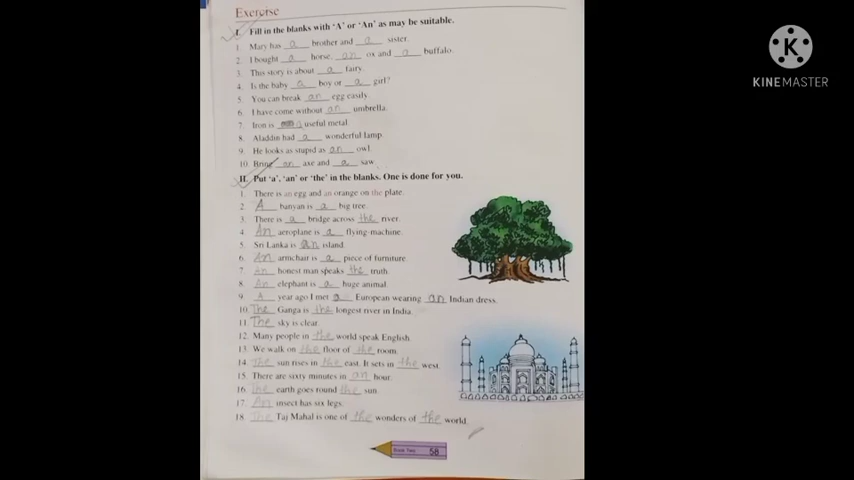 Exercise
I. Fill in the blanks with 'A' or 'An' as may be suitable.
1. Mary has a brother and a sister.
2. I bought a horse, an ox and a buffalo.
3. This story is about a fairy.
4. Is the baby a boy or a girl?
5. You can break an egg easily.
6. I have come without an umbrella.
7. Iron is a useful metal.
8. Aladdin had a wonderful lamp.
9. He looks as stupid as an owl.
10. Bring an axe and a saw.
II. Put 'a', 'an' or 'the' in the blanks. One is done for you.
1. There is an egg and an orange on the plate.
2. A banyan is a big tree.
3. There is a bridge across the river.
4. An aeroplane is a flying-machine.
5. Sri Lanka is an island.
6. An armchair is a piece of furniture.
7. An honest man speaks the truth.
8. An elephant is a huge animal.
9. A year ago I met a European wearing an Indian dress.
10. The Ganga is the longest river in India.
11. The sky is clear.
12. Many people in the world speak English.
13. We walk on the floor of the room.
14. The sun rises in the east. It sets in the west.
15. There are sixty minutes in an hour.
16. The earth goes round the sun.
17. An insect has six legs.
18. The Taj Mahal is one of the wonders of the world.
Book Two 58
K
KINEMASTER